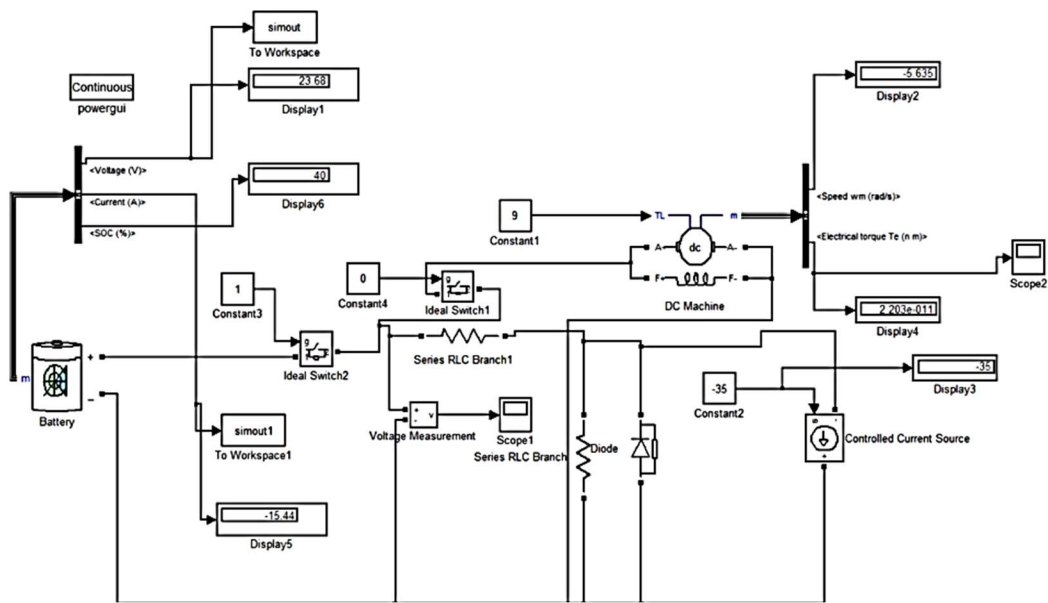 simout
To Workspace
Continuous
powergui
23.68
Display1
-5.635
Display2
<Voltage (V)>
<Current (A)>
<SOC (%)>
40
Display6
9
Constant1
TL
m
dc
A+
A-
F+
F-
DC Machine
<Speed wm (rad/s)>
<Electrical torque Te (n m)>
Scope2
2.203e-011
Display4
0
Constant4
g
Ideal Switch1
1
Constant3
g
Ideal Switch2
Series RLC Branch1
m
+
-
Battery
-35
Constant2
-35
Display3
+
-
v
Voltage Measurement
Scope1
Series RLC Branch
Diode
s
-
+
Controlled Current Source
simout1
To Workspace1
-15.44
Display5